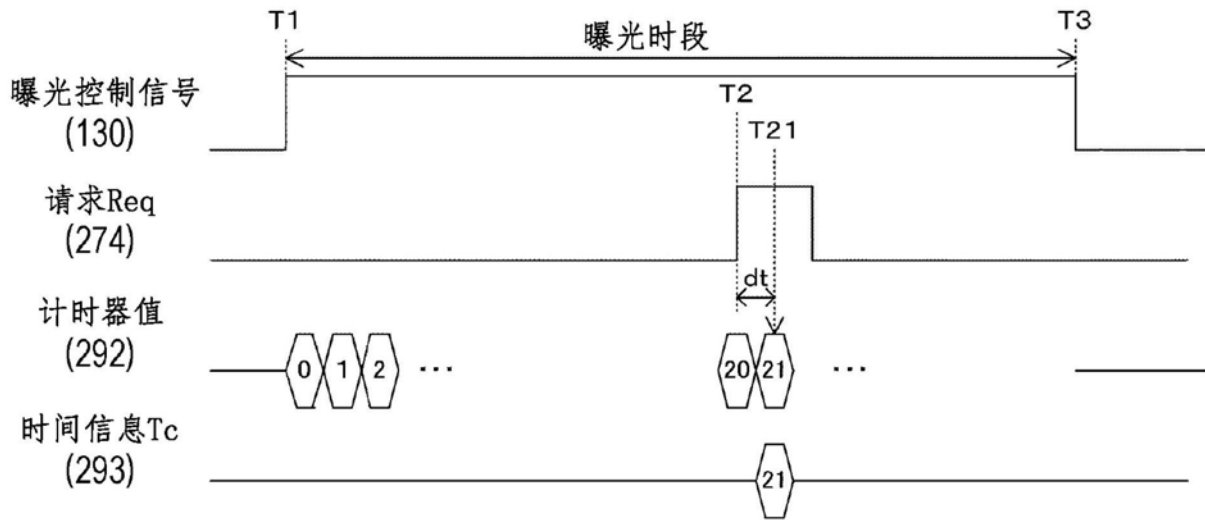 T1
T3
曝光时段
曝光控制信号
(130)
T2
T21
请求Req
(274)
dt
计时器值
(292)
0 1 2 ··· 20 21 ···
时间信息Tc
(293)
21